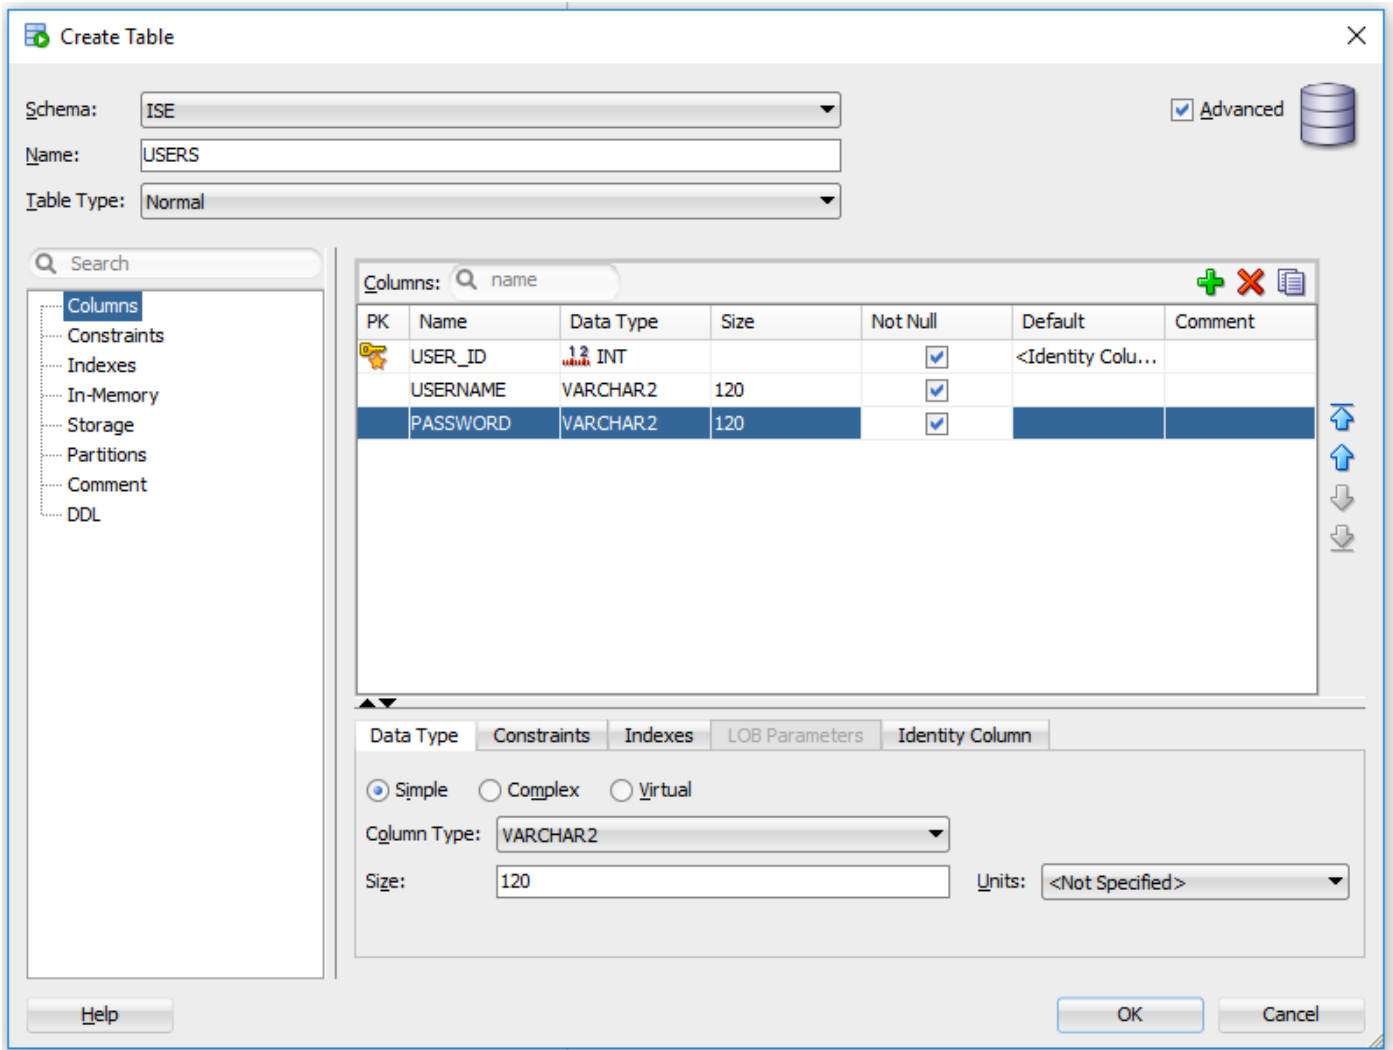 Create Table
Schema: ISE
Advanced
Name: USERS
Table Type: Normal
Search
Columns
Constraints
Indexes
In-Memory
Storage
Partitions
Comment
DDL
Columns: name
PK Name Data Type Size Not Null Default Comment
USER_ID INT <Identity Colu...
USERNAME VARCHAR2 120
PASSWORD VARCHAR2 120
Data Type Constraints Indexes LOB Parameters Identity Column
Simple Complex Virtual
Column Type: VARCHAR2
Size: 120 Units: <Not Specified>
Help OK Cancel